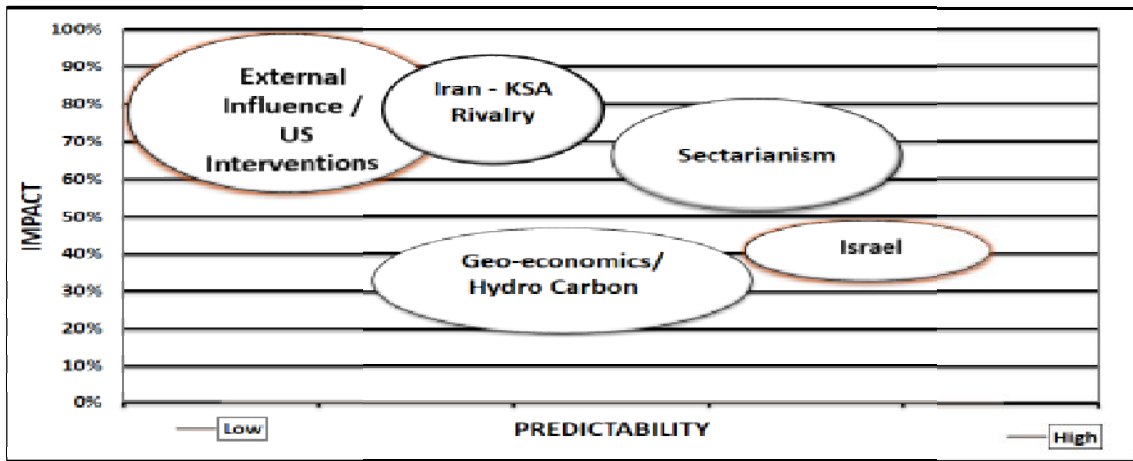 100%
90%
80%
70%
60%
50%
40%
30%
20%
10%
0%
IMPACT
External
Influence /
US
Interventions
Iran - KSA
Rivalry
Sectarianism
Israel
Geo-economics/
Hydro Carbon
Low
PREDICTABILITY
High